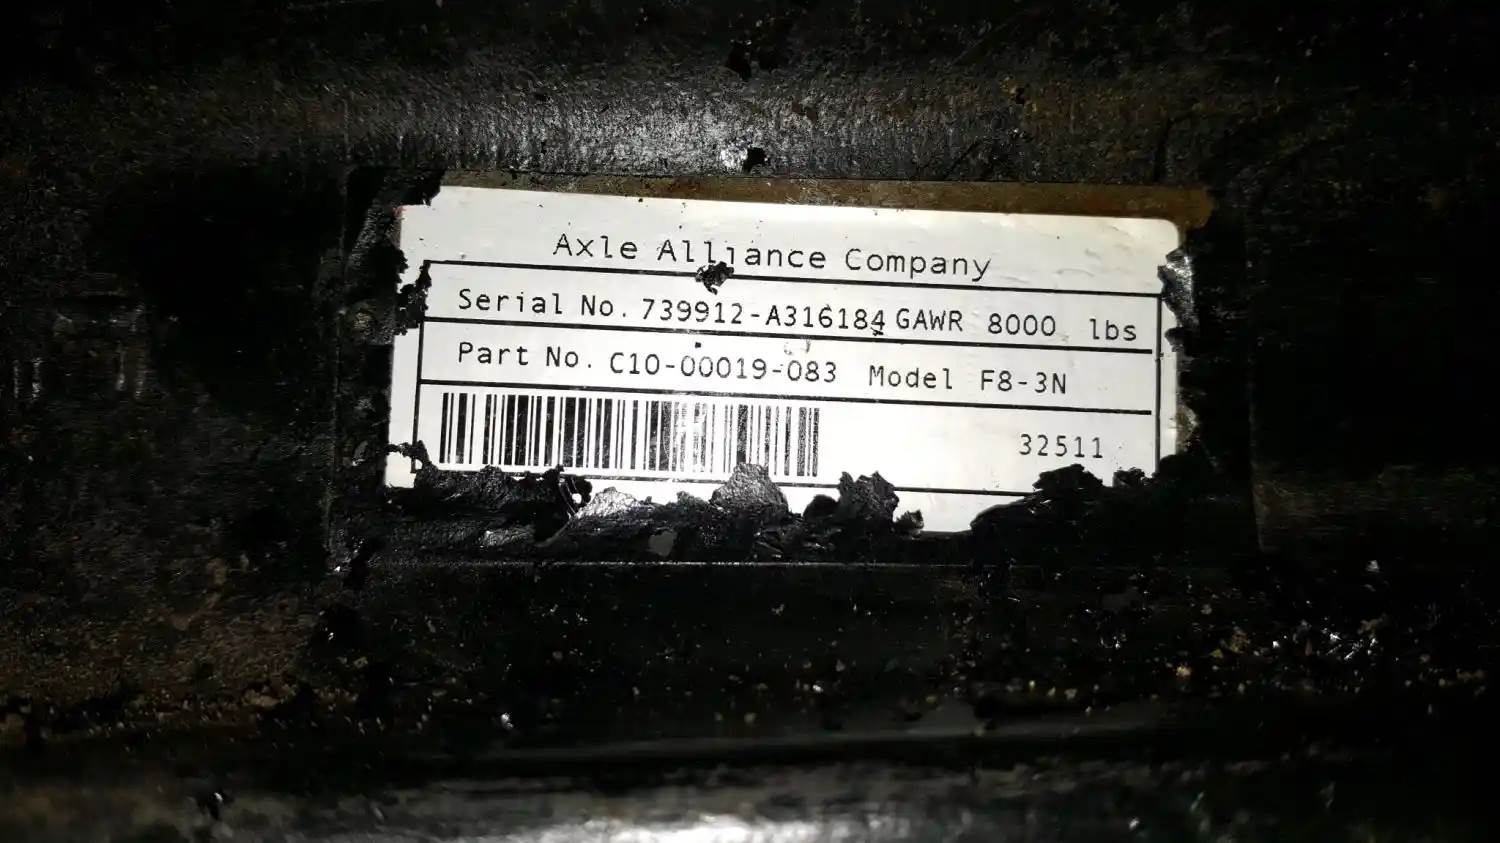 Axle Alliance Company
Serial No. 739912-A316184 GAWR 8000 lbs
Part No. C10-00019-083 Model F8-3N
32511